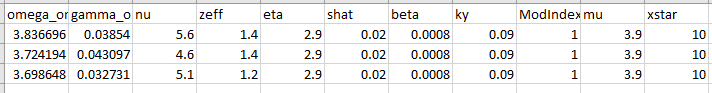 omega_or gamma_o nu zeff eta shat beta ky ModIndex mu xstar
3.836696 0.03854 5.6 1.4 2.9 0.02 0.0008 0.09 1 3.9 10
3.724194 0.043097 4.6 1.4 2.9 0.02 0.0008 0.09 1 3.9 10
3.698648 0.032731 5.1 1.2 2.9 0.02 0.0008 0.09 1 3.9 10